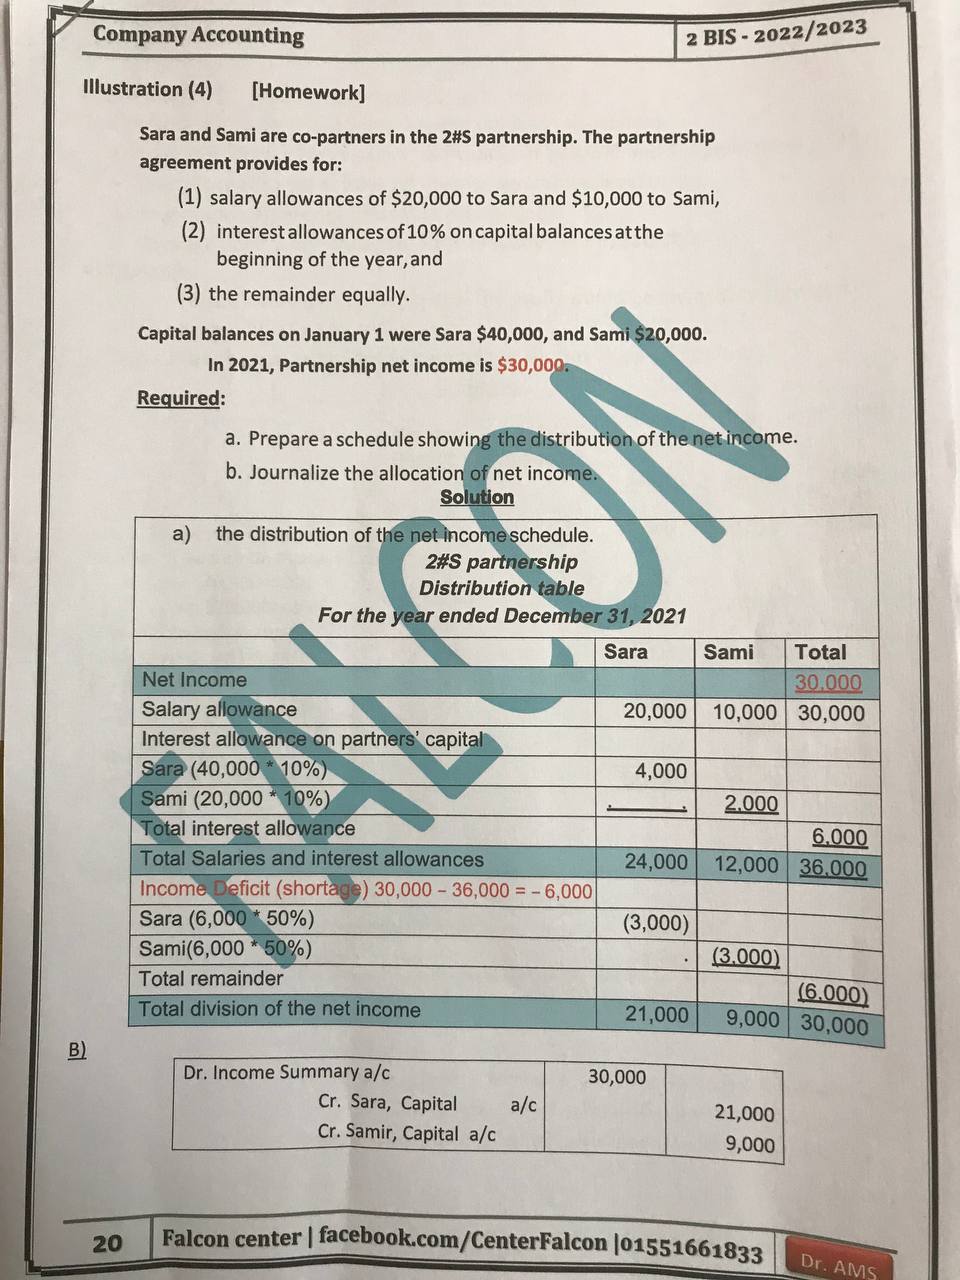 Company Accounting 2 BIS - 2022/2023
Illustration (4) [Homework]
Sara and Sami are co-partners in the 2#S partnership. The partnership
agreement provides for:
(1) salary allowances of $20,000 to Sara and $10,000 to Sami,
(2) interest allowances of 10% on capital balances at the
beginning of the year, and
(3) the remainder equally.
Capital balances on January 1 were Sara $40,000, and Sami $20,000.
In 2021, Partnership net income is $30,000.
Required:
a. Prepare a schedule showing the distribution of the net income.
b. Journalize the allocation of net income.
Solution
a) the distribution of the net income schedule.
2#S partnership
Distribution table
For the year ended December 31, 2021
Sara Sami Total
Net Income 30,000
Salary allowance 20,000 10,000 30,000
Interest allowance on partners' capital
Sara (40,000 * 10%) 4,000
Sami (20,000 * 10%) 2,000
Total interest allowance 6,000
Total Salaries and interest allowances 24,000 12,000 36,000
Income Deficit (shortage) 30,000 – 36,000 = – 6,000
Sara (6,000 * 50%) (3,000)
Sami(6,000 * 50%) (3,000)
Total remainder (6,000)
Total division of the net income 21,000 9,000 30,000
B)
Dr. Income Summary a/c 30,000
Cr. Sara, Capital a/c 21,000
Cr. Samir, Capital a/c 9,000
FALCON
20 Falcon center | facebook.com/CenterFalcon |01551661833 Dr. AMS